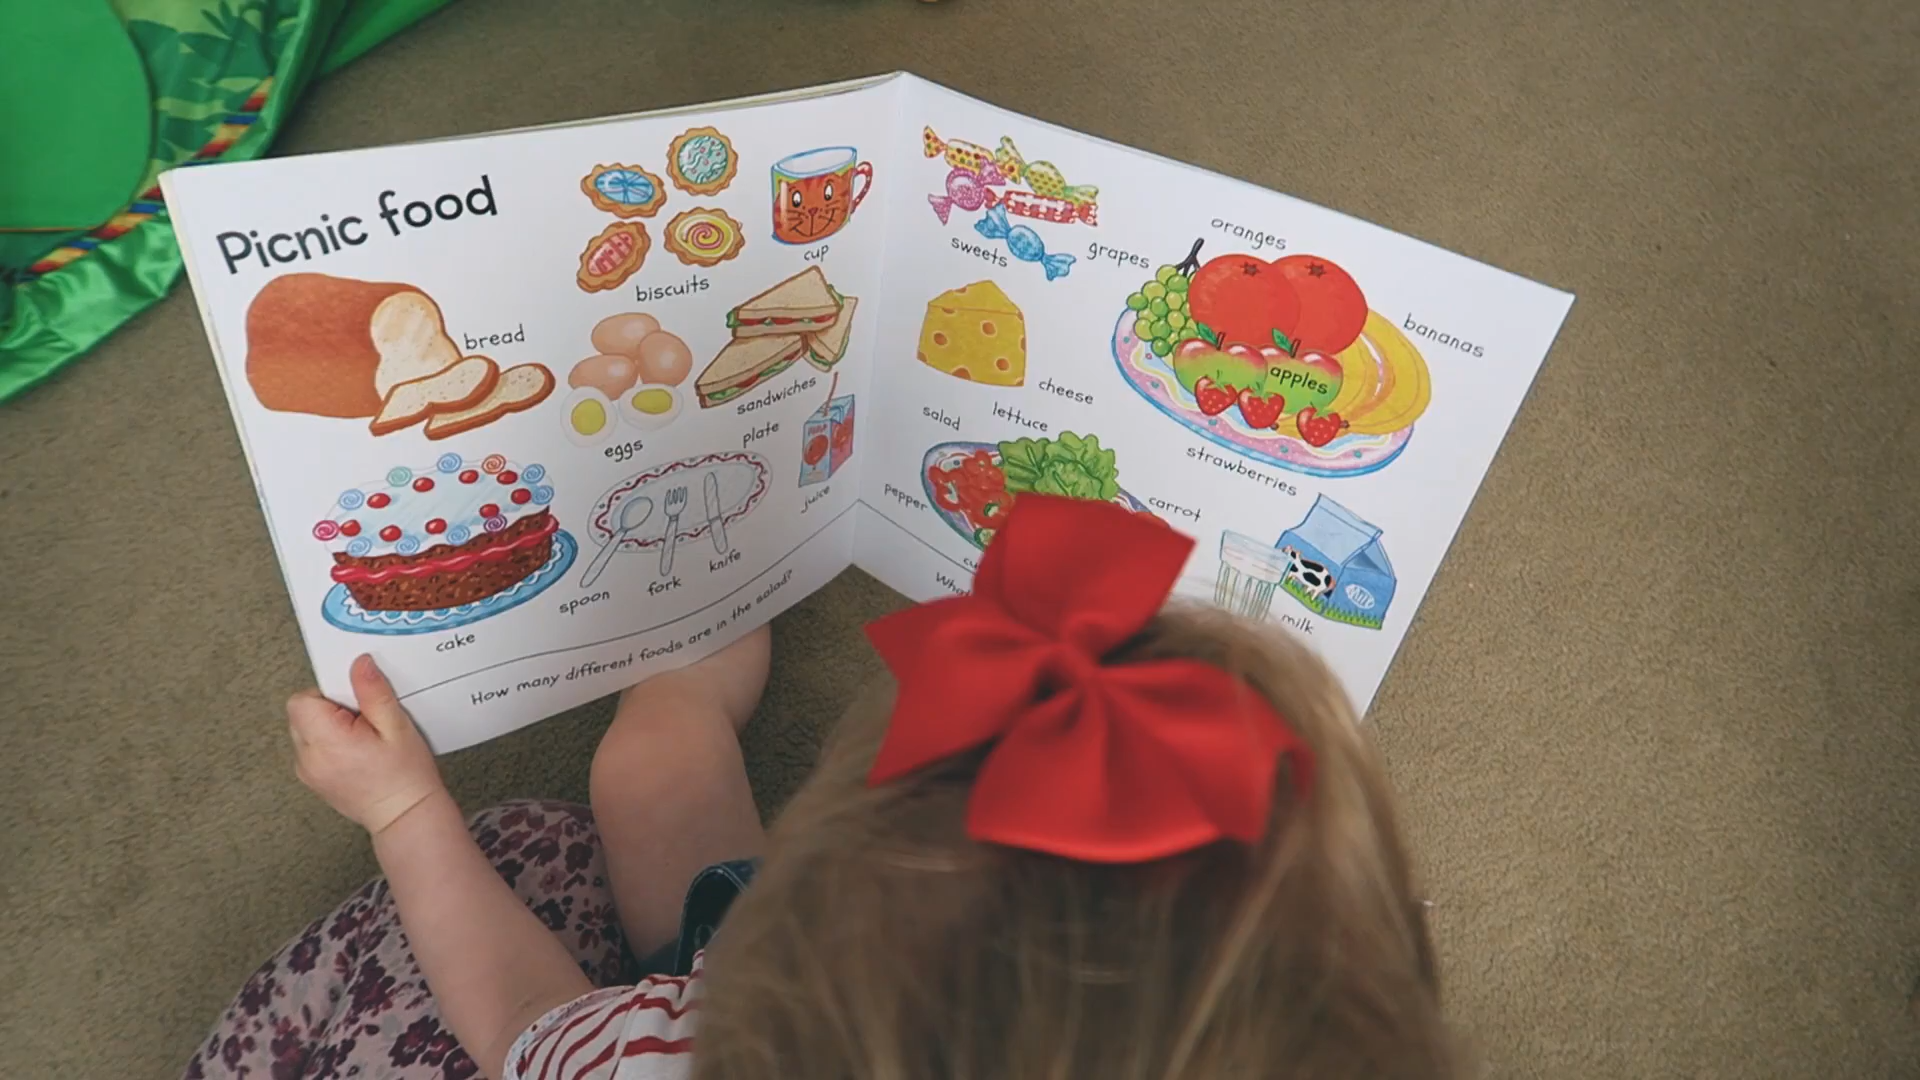 Picnic food
biscuits
cup
bread
eggs
sandwiches
plate
juice
cake
spoon
fork
knife
How many different foods are in the salad?
sweets
grapes
oranges
bananas
apples
cheese
strawberries
salad
lettuce
pepper
carrot
milk
Milk